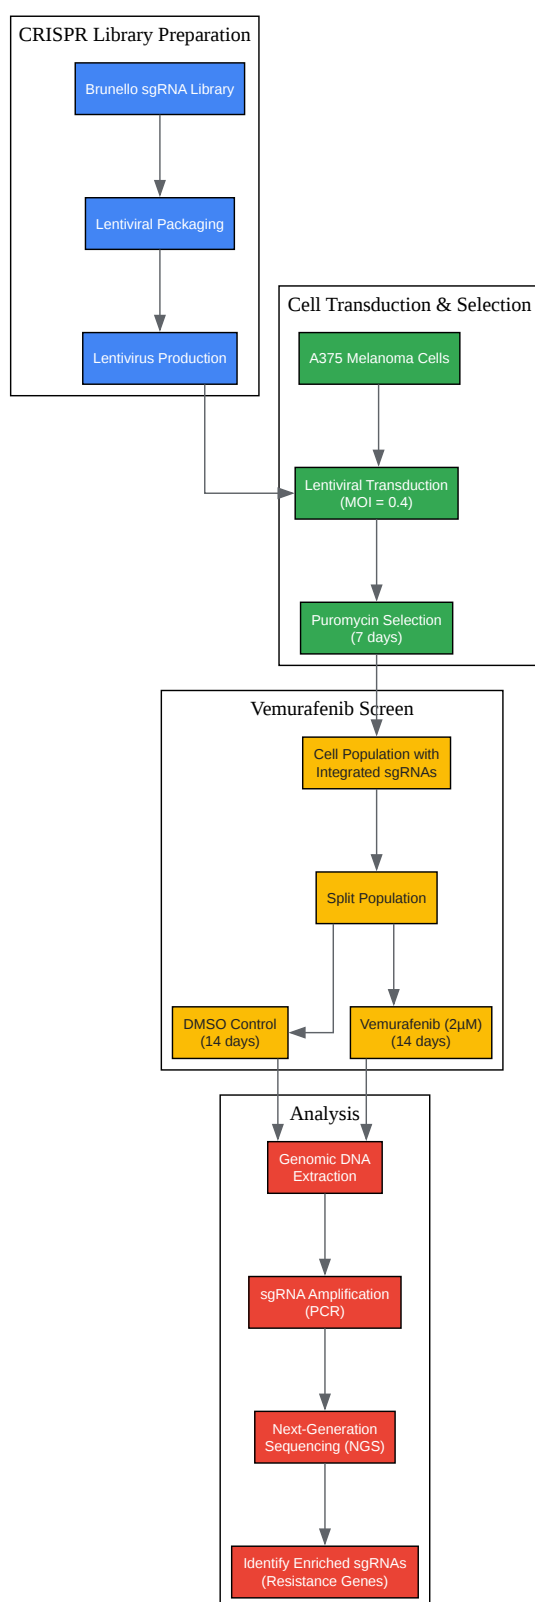 CRISPR Library Preparation
Brunello sgRNA Library
Lentiviral Packaging
Lentivirus Production
Cell Transduction & Selection
A375 Melanoma Cells
Lentiviral Transduction
(MOI = 0.4)
Puromycin Selection
(7 days)
Vemurafenib Screen
Cell Population with
Integrated sgRNAs
Split Population
DMSO Control
(14 days)
Vemurafenib (2µM)
(14 days)
Analysis
Genomic DNA
Extraction
sgRNA Amplification
(PCR)
Next-Generation
Sequencing (NGS)
Identify Enriched sgRNAs
(Resistance Genes)